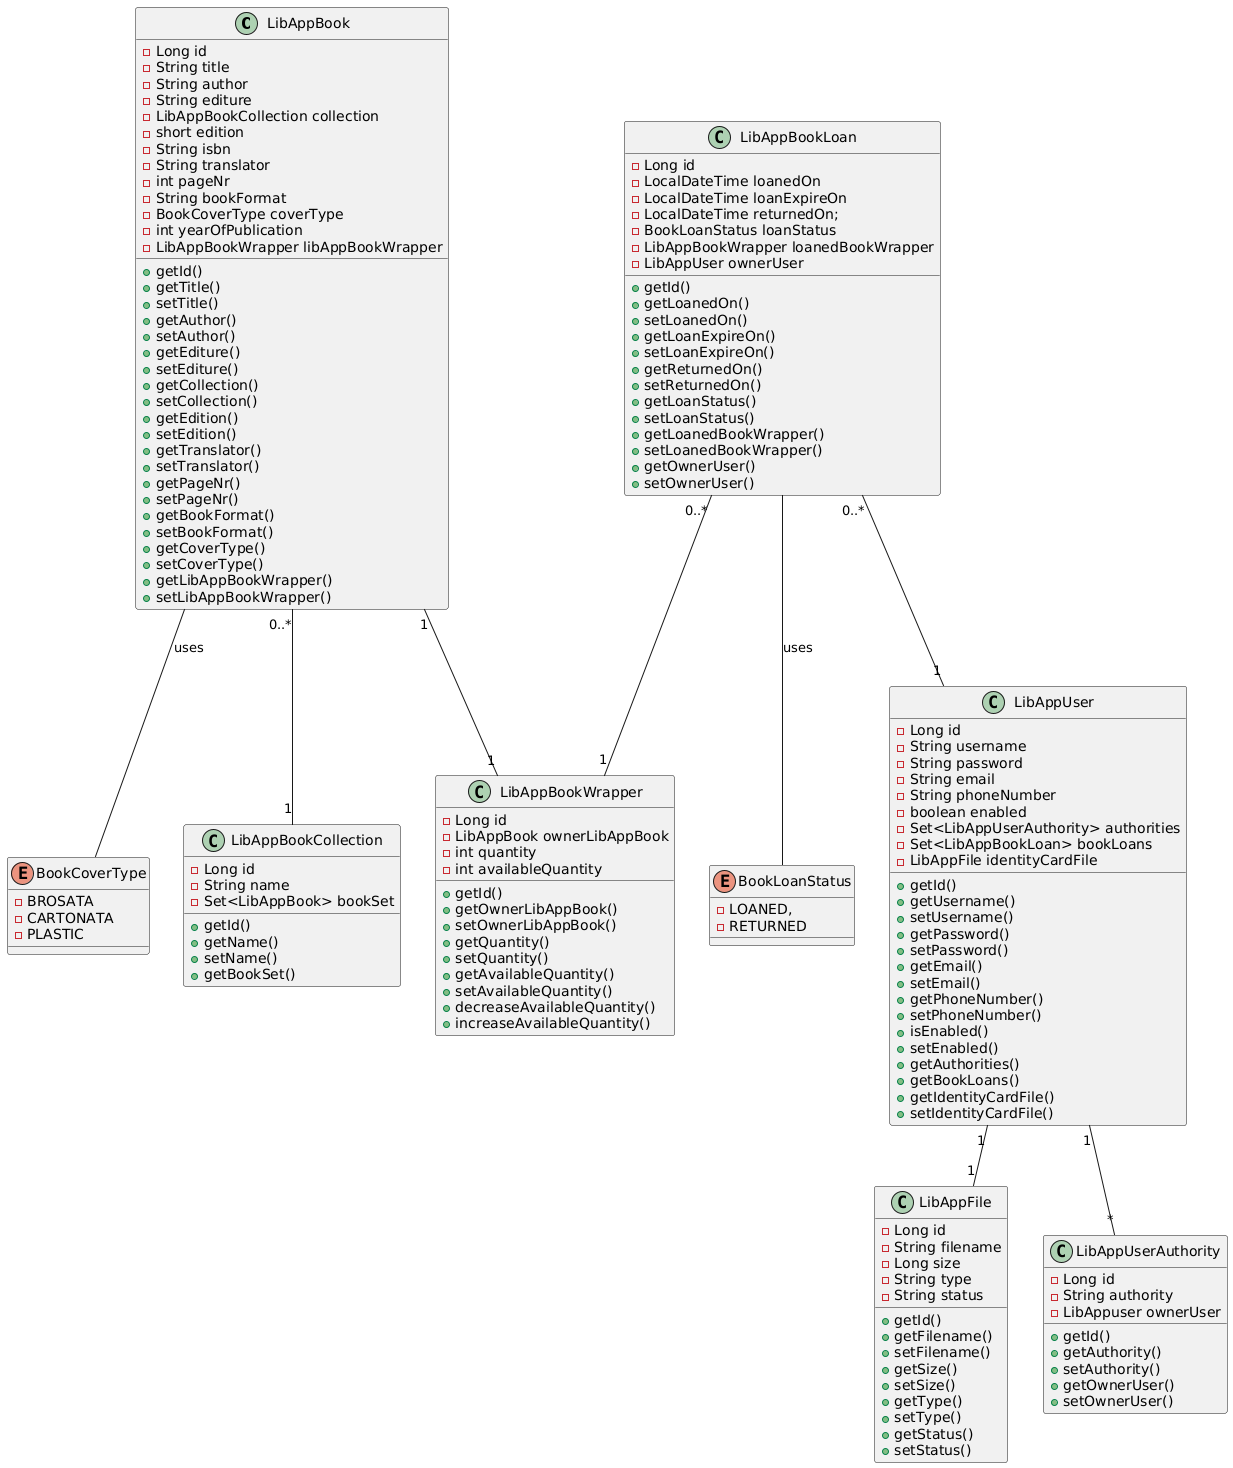 LibAppBook
Long id
String title
String author
String editure
LibAppBookCollection collection
short edition
String isbn
String translator
int pageNr
String bookFormat
BookCoverType coverType
int yearOfPublication
LibAppBookWrapper libAppBookWrapper
getId()
getTitle()
setTitle()
getAuthor()
setAuthor()
getEditure()
setEditure()
getCollection()
setCollection()
getEdition()
setEdition()
getTranslator()
setTranslator()
getPageNr()
setPageNr()
getBookFormat()
setBookFormat()
getCoverType()
setCoverType()
getLibAppBookWrapper()
setLibAppBookWrapper()
LibAppBookLoan
Long id
LocalDateTime loanedOn
LocalDateTime loanExpireOn
LocalDateTime returnedOn;
BookLoanStatus loanStatus
LibAppBookWrapper loanedBookWrapper
LibAppUser ownerUser
getId()
getLoanedOn()
setLoanedOn()
getLoanExpireOn()
setLoanExpireOn()
getReturnedOn()
setReturnedOn()
getLoanStatus()
setLoanStatus()
getLoanedBookWrapper()
setLoanedBookWrapper()
getOwnerUser()
setOwnerUser()
uses
0..*
1
1
1
0..*
1
uses
0..*
1
BookCoverType
BROSATA
CARTONATA
PLASTIC
LibAppBookCollection
Long id
String name
Set<LibAppBook> bookSet
getId()
getName()
setName()
getBookSet()
LibAppBookWrapper
Long id
LibAppBook ownerLibAppBook
int quantity
int availableQuantity
getId()
getOwnerLibAppBook()
setOwnerLibAppBook()
getQuantity()
setQuantity()
getAvailableQuantity()
setAvailableQuantity()
decreaseAvailableQuantity()
increaseAvailableQuantity()
BookLoanStatus
LOANED,
RETURNED
LibAppUser
Long id
String username
String password
String email
String phoneNumber
boolean enabled
Set<LibAppUserAuthority> authorities
Set<LibAppBookLoan> bookLoans
LibAppFile identityCardFile
getId()
getUsername()
setUsername()
getPassword()
setPassword()
getEmail()
setEmail()
getPhoneNumber()
setPhoneNumber()
isEnabled()
setEnabled()
getAuthorities()
getBookLoans()
getIdentityCardFile()
setIdentityCardFile()
1
1
1
*
LibAppFile
Long id
String filename
Long size
String type
String status
getId()
getFilename()
setFilename()
getSize()
setSize()
getType()
setType()
getStatus()
setStatus()
LibAppUserAuthority
Long id
String authority
LibAppuser ownerUser
getId()
getAuthority()
setAuthority()
getOwnerUser()
setOwnerUser()